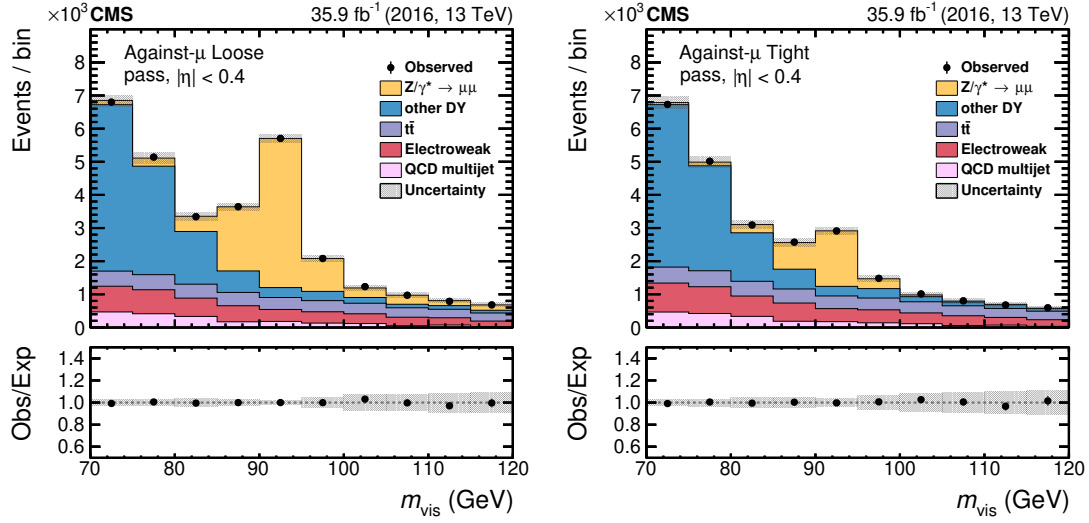 ×10³ CMS 35.9 fb⁻¹ (2016, 13 TeV)
Against-μ Loose
pass, |η| < 0.4
Observed
Z/γ* → μμ
other DY
tt̄
Electroweak
QCD multijet
Uncertainty
Events / bin
9
8
7
6
5
4
3
2
1
0
Obs/Exp
1.4
1.2
1.0
0.8
0.6
70 80 90 100 110 120
m_vis (GeV)
×10³ CMS 35.9 fb⁻¹ (2016, 13 TeV)
Against-μ Tight
pass, |η| < 0.4
Observed
Z/γ* → μμ
other DY
tt̄
Electroweak
QCD multijet
Uncertainty
Events / bin
9
8
7
6
5
4
3
2
1
0
Obs/Exp
1.4
1.2
1.0
0.8
0.6
70 80 90 100 110 120
m_vis (GeV)